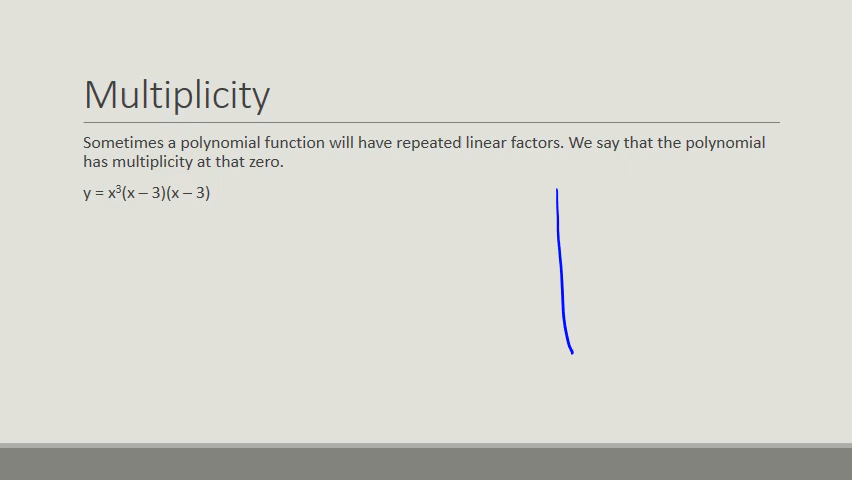 Multiplicity
Sometimes a polynomial function will have repeated linear factors. We say that the polynomial
has multiplicity at that zero.
y = x³(x – 3)(x – 3)